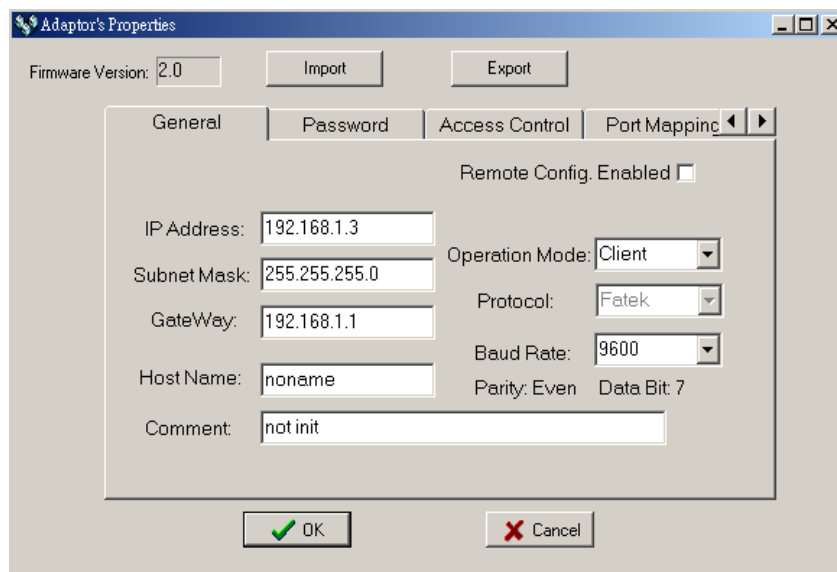 Adaptor's Properties
Firmware Version: 2.0
Import
Export
General
Password
Access Control
Port Mapping
Remote Config. Enabled
IP Address: 192.168.1.3
Subnet Mask: 255.255.255.0
GateWay: 192.168.1.1
Host Name: noname
Comment: not init
Operation Mode: Client
Protocol: Fatek
Baud Rate: 9600
Parity: Even Data Bit: 7
OK
Cancel